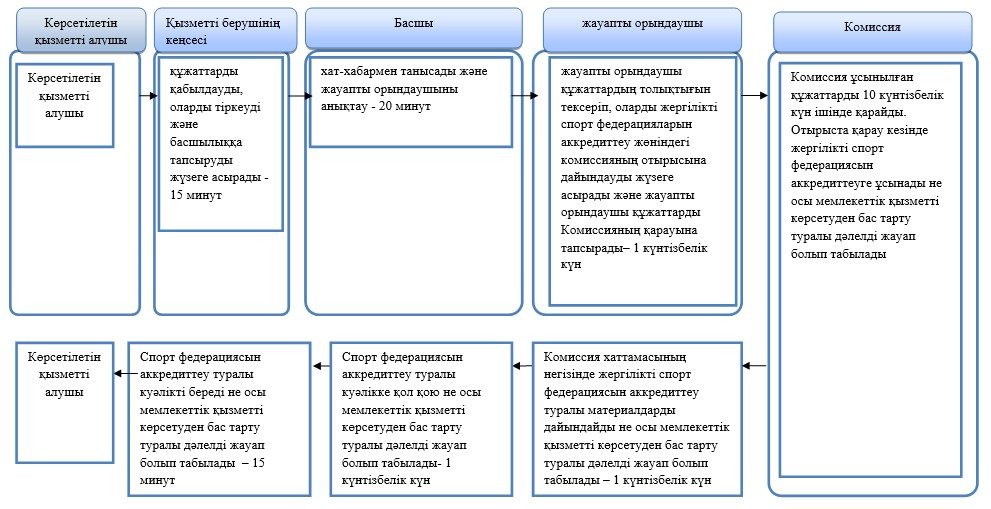 Көрсетілетін
қызметті алушы
Қызметті берушінің
кеңсесі
Басшы
жауапты орындаушы
Комиссия
Көрсетілетін
қызметті
алушы
құжаттарды
қабылдауды,
оларды тіркеуді
және
басшылыққа
тапсыруды
жүзеге асырады -
15 минут
хат-хабармен танысады және
жауапты орындаушыны
анықтау - 20 минут
жауапты орындаушы
құжаттардың толықтығын
тексеріп, оларды жергілікті
спорт федерацияларын
аккредиттеу жөніндегі
комиссияның отырысына
дайындауды жүзеге
асырады және жауапты
орындаушы құжаттарды
Комиссияның қарауына
тапсырады– 1 күнтізбелік
күн
Комиссия ұсынылған
құжаттарды 10 күнтізбелік
күн ішінде қарайды.
Отырыста қарау кезінде
жергілікті спорт
федерациясын
аккредиттеуге ұсынады не
осы мемлекеттік қызметті
көрсетуден бас тарту
туралы дәлелді жауап
болып табылады
Көрсетілетін
қызметті
алушы
Спорт федерациясын
аккредиттеу туралы
куәлікті береді не осы
мемлекеттік қызметті
көрсетуден бас тарту
туралы дәлелді жауап
болып табылады – 15
минут
Спорт федерациясын
аккредиттеу туралы
куәлікке қол қою не осы
мемлекеттік қызметті
көрсетуден бас тарту
туралы дәлелді жауап
болып табылады- 1
күнтізбелік күн
Комиссия хаттамасының
негізінде жергілікті спорт
федерациясын аккредиттеу
туралы материалдарды
дайындайды не осы мемлекеттік
қызметті көрсетуден бас тарту
туралы дәлелді жауап болып
табылады – 1 күнтізбелік күн